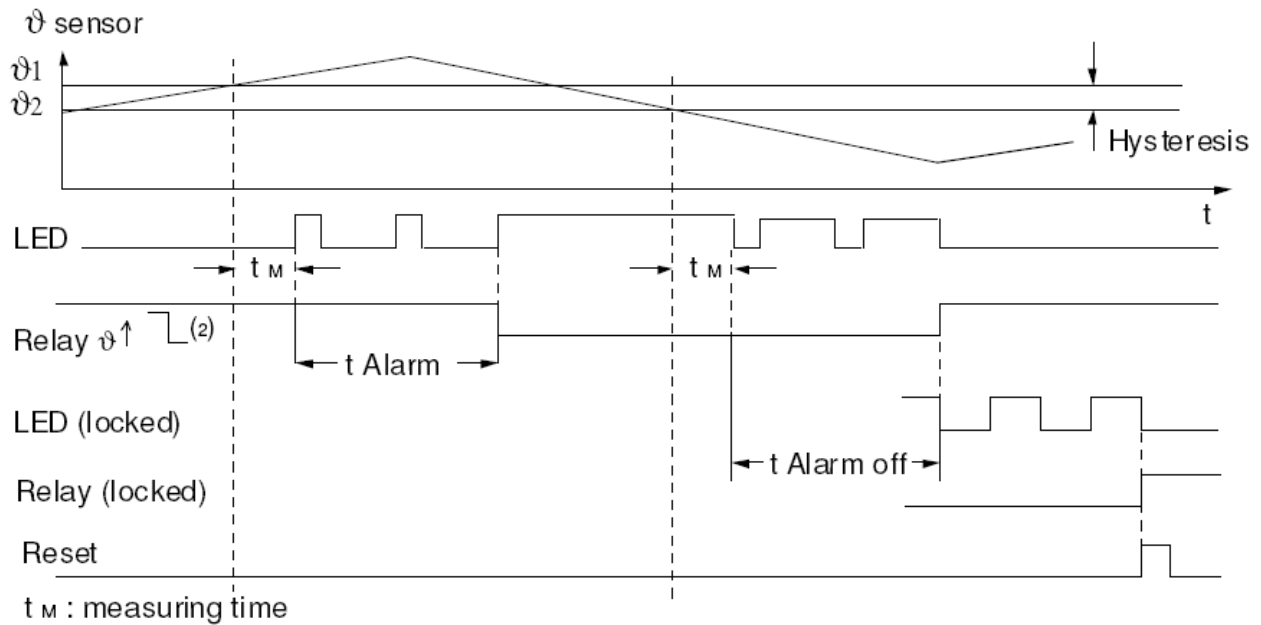 ϑ sensor
ϑ1
ϑ2
Hysteresis
t
LED
t M
t M
Relay ϑ↑ (2)
t Alarm
LED (locked)
t Alarm off
Relay (locked)
Reset
t M : measuring time